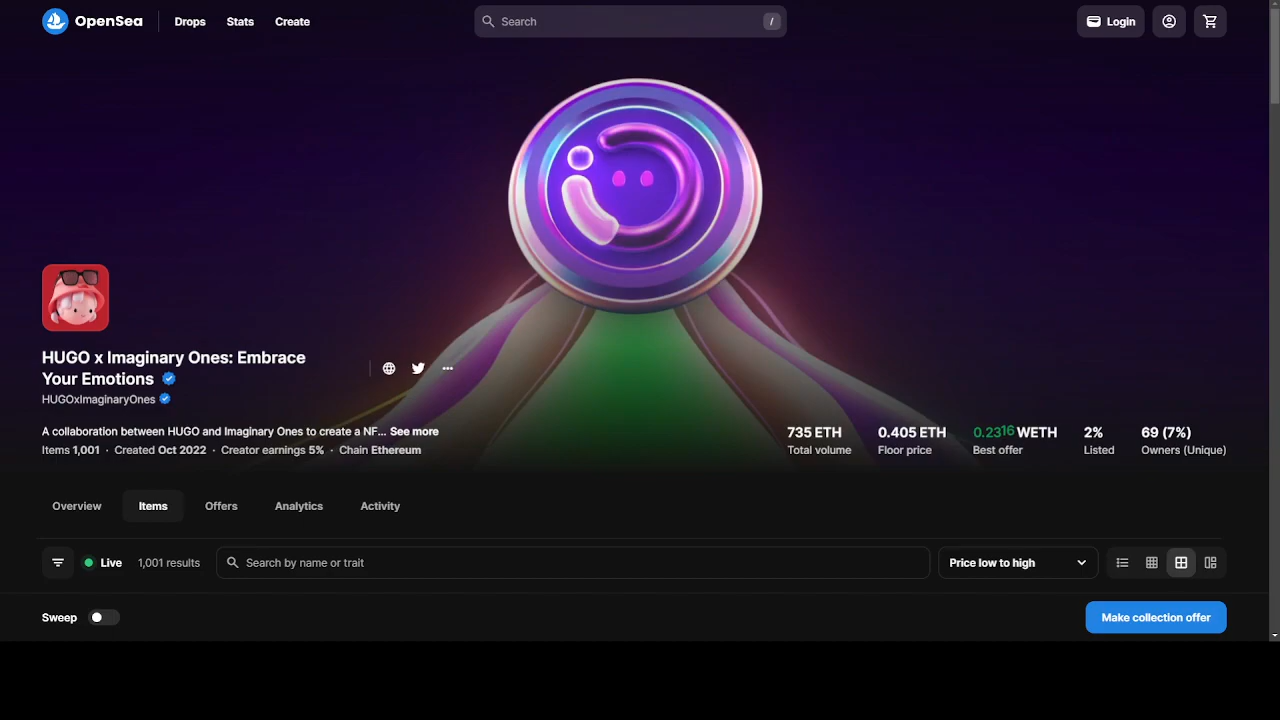 OpenSea
Drops
Stats
Create
Search
/
Login
HUGO x Imaginary Ones: Embrace
Your Emotions
HUGOxImaginaryOnes
A collaboration between HUGO and Imaginary Ones to create a NF... See more
Items 1,001 · Created Oct 2022 · Creator earnings 5% · Chain Ethereum
735 ETH
Total volume
0.405 ETH
Floor price
0.2316 WETH
Best offer
2%
Listed
69 (7%)
Owners (Unique)
Overview
Items
Offers
Analytics
Activity
Live
1,001 results
Search by name or trait
Price low to high
Sweep
Make collection offer